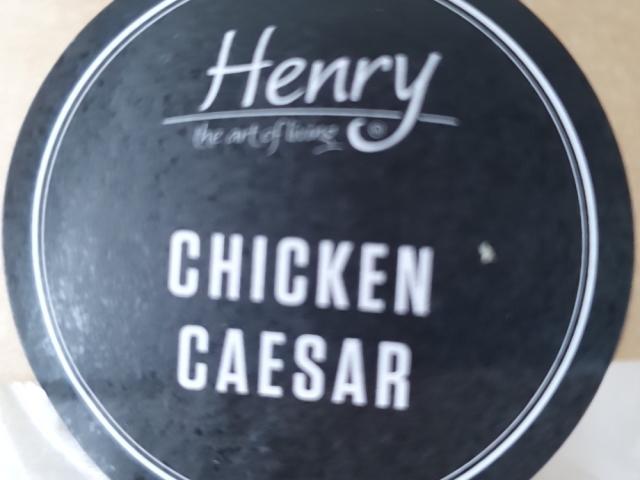 Henry
the art of living
CHICKEN
CAESAR